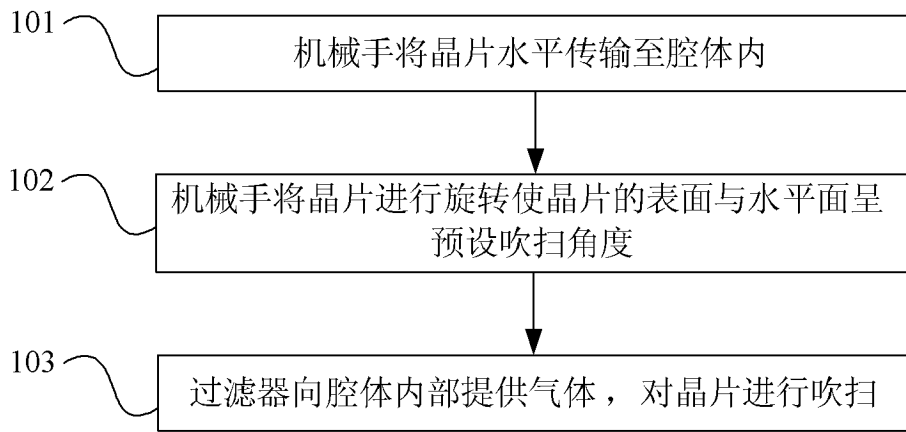 101
机械手将晶片水平传输至腔体内
102
机械手将晶片进行旋转使晶片的表面与水平面呈
预设吹扫角度
103
过滤器向腔体内部提供气体，对晶片进行吹扫